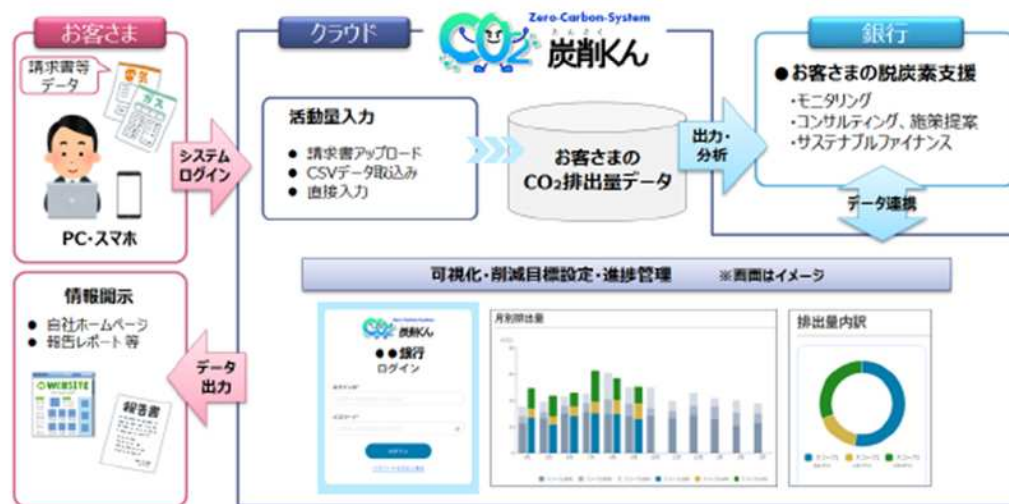 お客さま
請求書等
データ
電気
ガス
PC・スマホ
システム
ログイン
クラウド
Zero-Carbon-System
CO2
たんさく
炭削くん
活動量入力
● 請求書アップロード
● CSVデータ取込み
● 直接入力
お客さまの
CO₂排出量データ
出力・
分析
銀行
●お客さまの脱炭素支援
・モニタリング
・コンサルティング、施策提案
・サステナブルファイナンス
データ連携
可視化・削減目標設定・進捗管理 ※画面はイメージ
情報開示
● 自社ホームページ
● 報告レポート等
WEBSITE
報告書
データ
出力
Zero-Carbon-System
CO2 炭削くん
●●銀行
ログイン
ログイン
月別排出量
排出量内訳